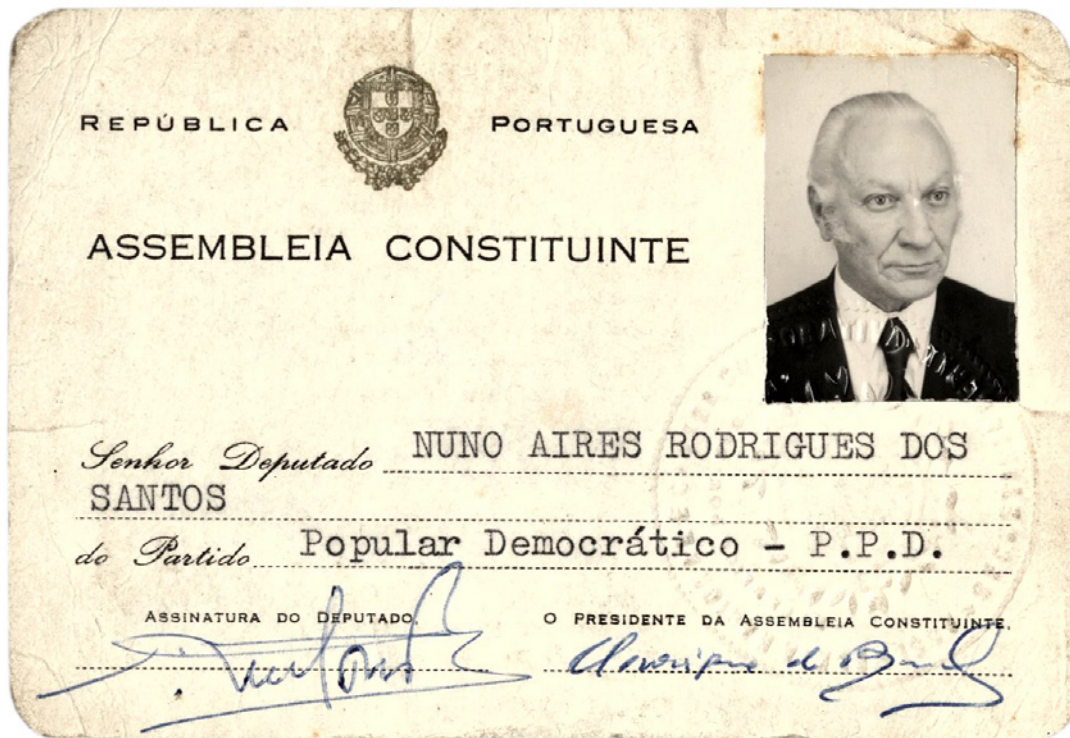 REPÚBLICA PORTUGUESA
ASSEMBLEIA CONSTITUINTE
Senhor Deputado NUNO AIRES RODRIGUES DOS
SANTOS
do Partido Popular Democrático - P.P.D.
ASSINATURA DO DEPUTADO,
O PRESIDENTE DA ASSEMBLEIA CONSTITUINTE,